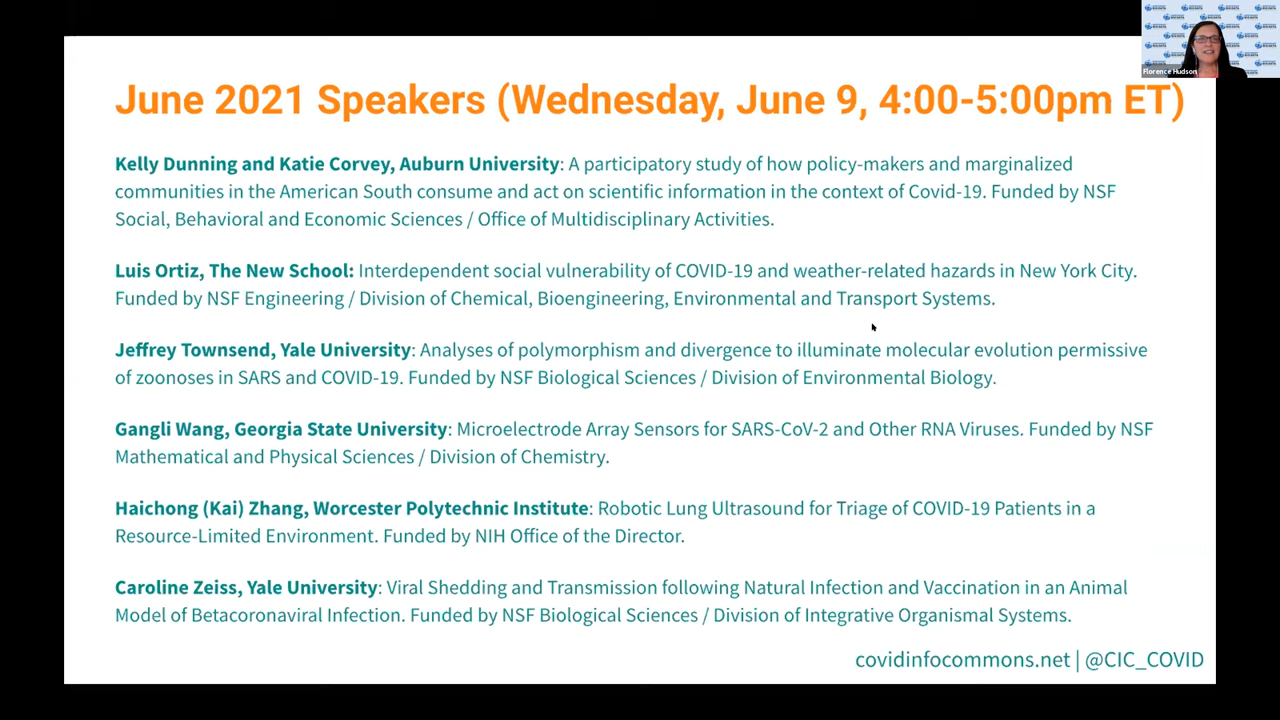 Florence Hudson
June 2021 Speakers (Wednesday, June 9, 4:00-5:00pm ET)
Kelly Dunning and Katie Corvey, Auburn University: A participatory study of how policy-makers and marginalized
communities in the American South consume and act on scientific information in the context of Covid-19. Funded by NSF
Social, Behavioral and Economic Sciences / Office of Multidisciplinary Activities.
Luis Ortiz, The New School: Interdependent social vulnerability of COVID-19 and weather-related hazards in New York City.
Funded by NSF Engineering / Division of Chemical, Bioengineering, Environmental and Transport Systems.
Jeffrey Townsend, Yale University: Analyses of polymorphism and divergence to illuminate molecular evolution permissive
of zoonoses in SARS and COVID-19. Funded by NSF Biological Sciences / Division of Environmental Biology.
Gangli Wang, Georgia State University: Microelectrode Array Sensors for SARS-CoV-2 and Other RNA Viruses. Funded by NSF
Mathematical and Physical Sciences / Division of Chemistry.
Haichong (Kai) Zhang, Worcester Polytechnic Institute: Robotic Lung Ultrasound for Triage of COVID-19 Patients in a
Resource-Limited Environment. Funded by NIH Office of the Director.
Caroline Zeiss, Yale University: Viral Shedding and Transmission following Natural Infection and Vaccination in an Animal
Model of Betacoronaviral Infection. Funded by NSF Biological Sciences / Division of Integrative Organismal Systems.
covidinfocommons.net | @CIC_COVID